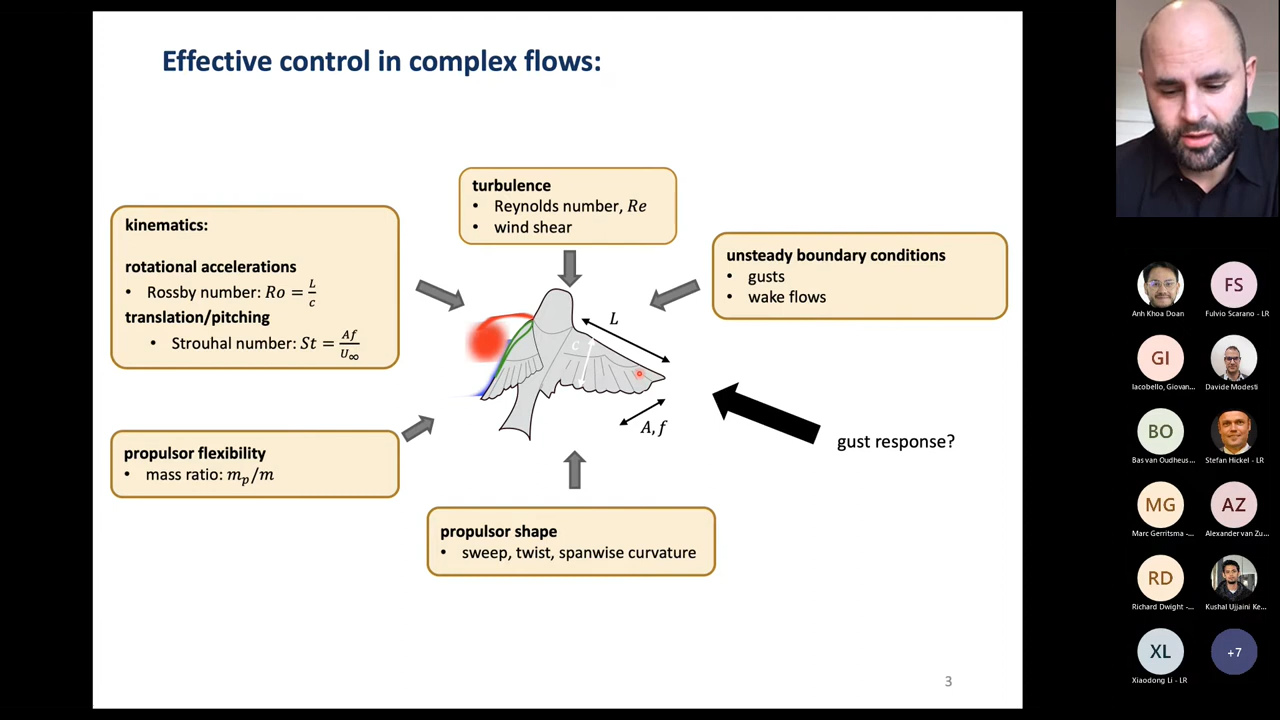 Effective control in complex flows:
kinematics:
rotational accelerations
• Rossby number: Ro = L/c
translation/pitching
• Strouhal number: St = Af/U∞
turbulence
• Reynolds number, Re
• wind shear
unsteady boundary conditions
• gusts
• wake flows
L
c
A, f
gust response?
propulsor flexibility
• mass ratio: mp/m
propulsor shape
• sweep, twist, spanwise curvature
3
FS
Anh Khoa Doan
Fulvio Scarano - LR
GI
Iacobello, Giovan...
Davide Modesti
BO
Bas van Oudheus...
Stefan Hickel - LR
MG
AZ
Marc Gerritsma -...
Alexander van Zu...
RD
Richard Dwight -...
Kushal Ujjaini Ke...
XL
+7
Xiaodong Li - LR